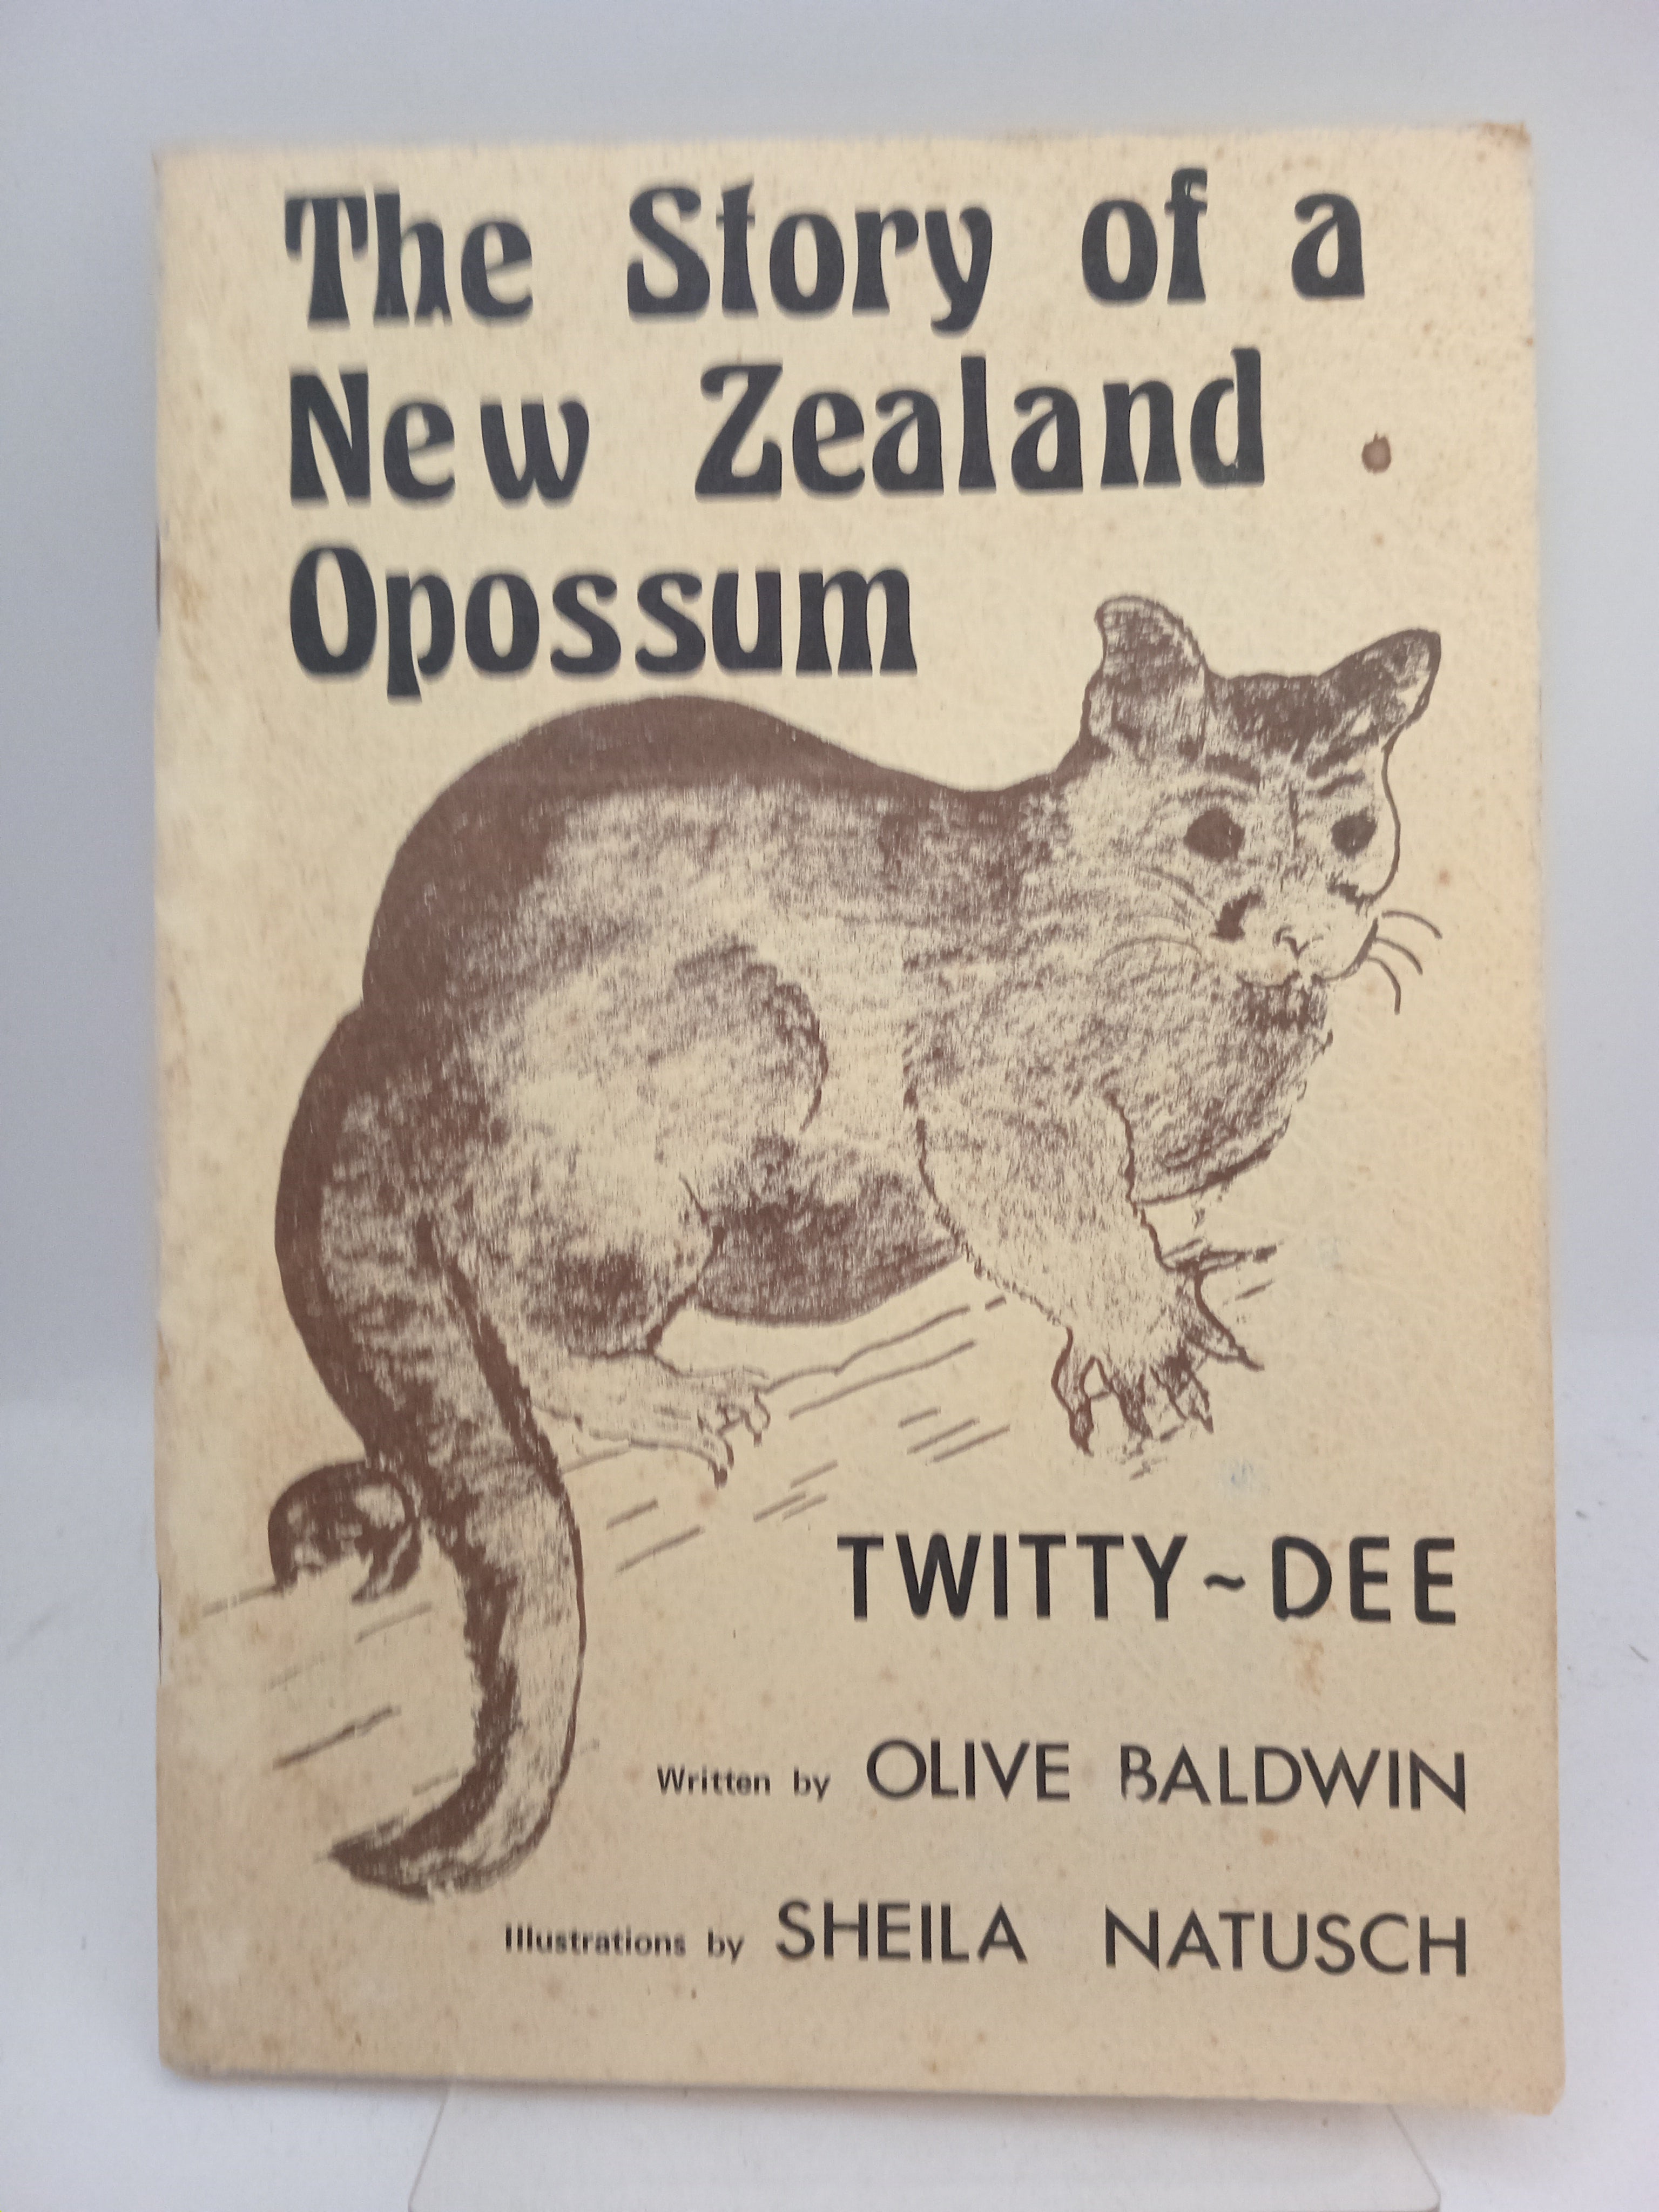 The Story of a
New Zealand
Opossum
TWITTY~DEE
Written by OLIVE BALDWIN
Illustrations by SHEILA NATUSCH